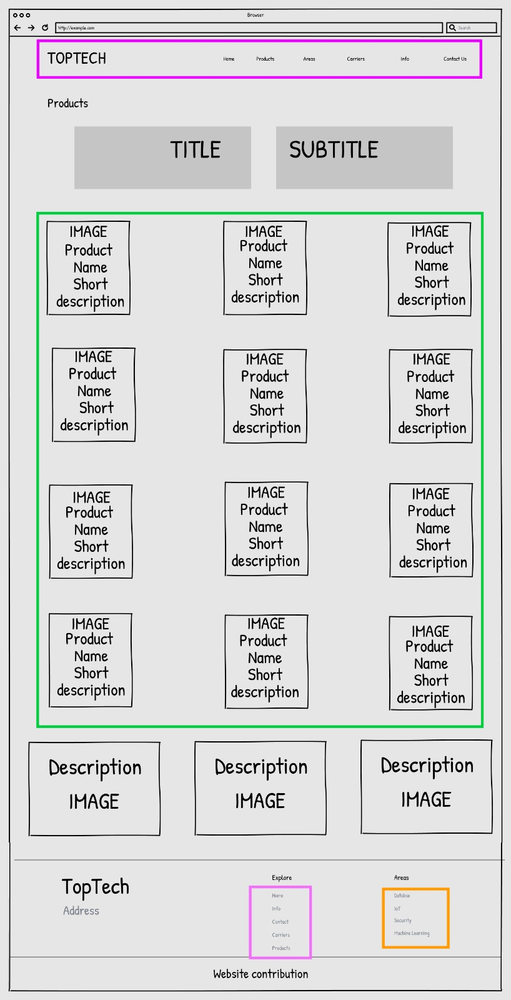 Browser
http://example.com
Search
TOPTECH Home Products Areas Carriers Info Contact Us
Products
TITLE SUBTITLE
IMAGE
Product
Name
Short
description
IMAGE
Product
Name
Short
description
IMAGE
Product
Name
Short
description
IMAGE
Product
Name
Short
description
IMAGE
Product
Name
Short
description
IMAGE
Product
Name
Short
description
IMAGE
Product
Name
Short
description
IMAGE
Product
Name
Short
description
IMAGE
Product
Name
Short
description
IMAGE
Product
Name
Short
description
IMAGE
Product
Name
Short
description
IMAGE
Product
Name
Short
description
Description
IMAGE
Description
IMAGE
Description
IMAGE
TopTech
Address
Explore
Home
Info
Contact
Carriers
Products
Areas
Databse
IoT
Security
Machine Learning
Website contribution